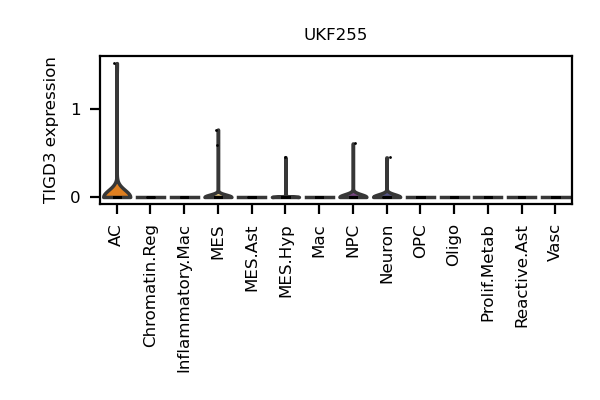 UKF255
TIGD3 expression
1
0
AC
Chromatin.Reg
Inflammatory.Mac
MES
MES.Ast
MES.Hyp
Mac
NPC
Neuron
OPC
Oligo
Prolif.Metab
Reactive.Ast
Vasc